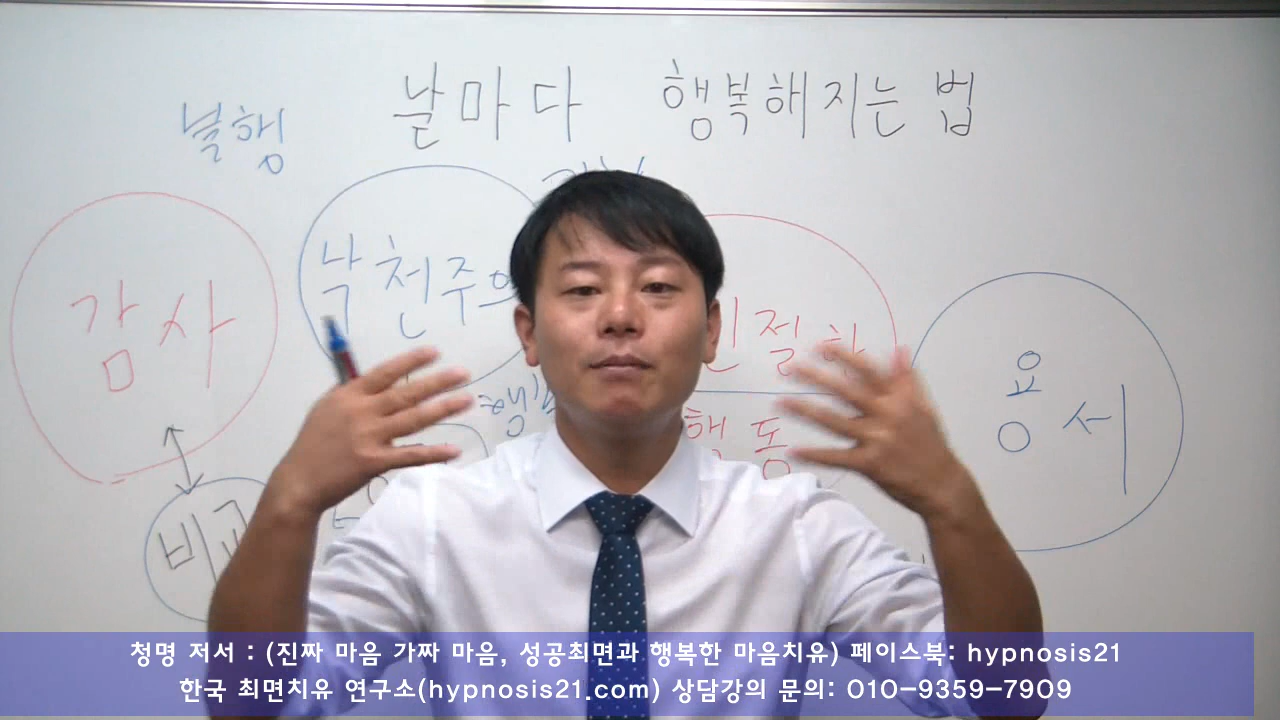 날마다 행복해지는 법
불행
감사
낙천주의
친절한
행동
용서
비교
청명 저서 : (진짜 마음 가짜 마음, 성공최면과 행복한 마음치유) 페이스북: hypnosis21
한국 최면치유 연구소(hypnosis21.com) 상담강의 문의: 010-9359-7909